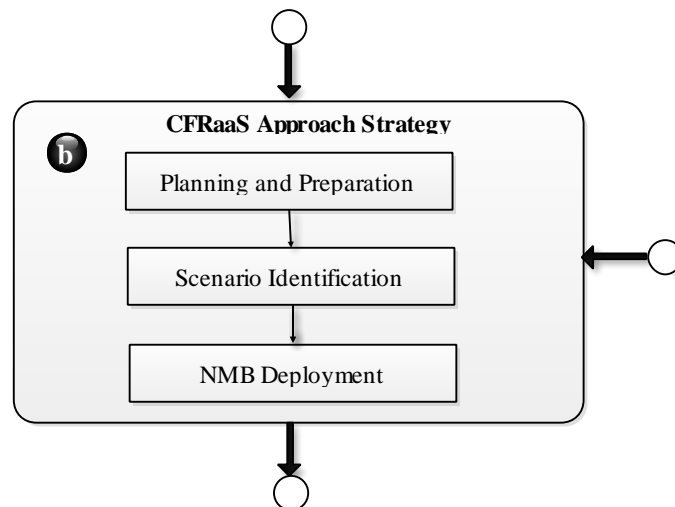 CFRaaS Approach Strategy
b
Planning and Preparation
Scenario Identification
NMB Deployment